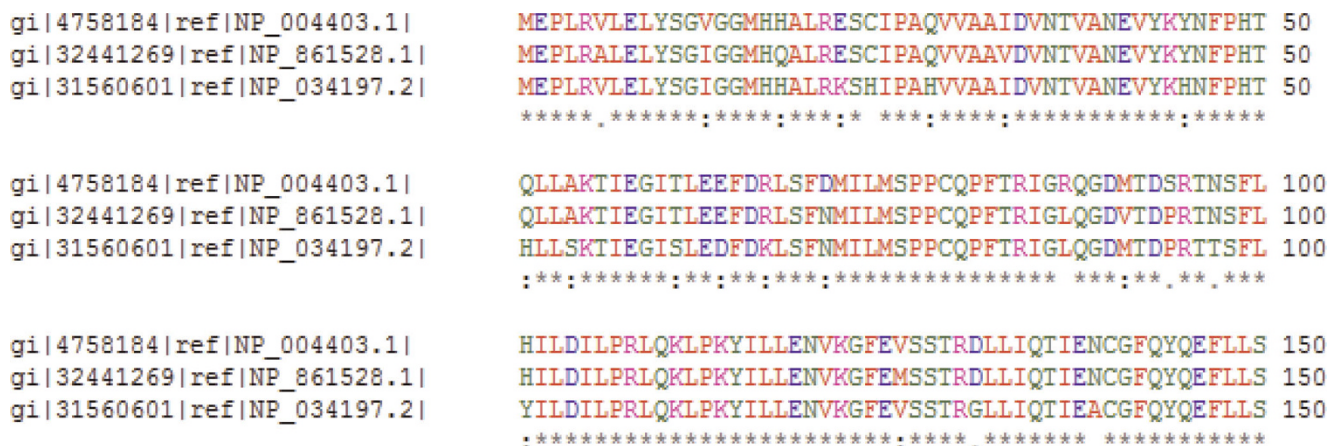 gi|4758184|ref|NP_004403.1| MEPLRVLELYSGVGGMHHALRESCIPAQVVAAIDVNTVANEVYKYNFPHT 50
gi|32441269|ref|NP_861528.1| MEPLRALELYSGIGGMHQALRESCIPAQVVAAVDVNTVANEVYKYNFPHT 50
gi|31560601|ref|NP_034197.2| MEPLRVLELYSGIGGMHHALRKSHIPAHVVAAIDVNTVANEVYKHNFPHT 50
*****.******:****:***:* ***:****:***********:*****
gi|4758184|ref|NP_004403.1| QLLAKTIEGITLEEFDRLSFDMILMSPPCQPFTRIGRQGDMTDSRTNSFL 100
gi|32441269|ref|NP_861528.1| QLLAKTIEGITLEEFDRLSFNMILMSPPCQPFTRIGLQGDVTDPRTNSFL 100
gi|31560601|ref|NP_034197.2| HLLSKTIEGISLEDFDKLSFNMILMSPPCQPFTRIGLQGDMTDPRTTSFL 100
:**:******:**:**:***:*************** ***:**.**.***
gi|4758184|ref|NP_004403.1| HILDILPRLQKLPKYILLENVKGFEVSSTRDLLIQTIENCGFQYQEFLLS 150
gi|32441269|ref|NP_861528.1| HILDILPRLQKLPKYILLENVKGFEMSSTRDLLIQTIENCGFQYQEFLLS 150
gi|31560601|ref|NP_034197.2| YILDILPRLQKLPKYILLENVKGFEVSSTRGLLIQTIEACGFQYQEFLLS 150
:************************:****.******* ***********